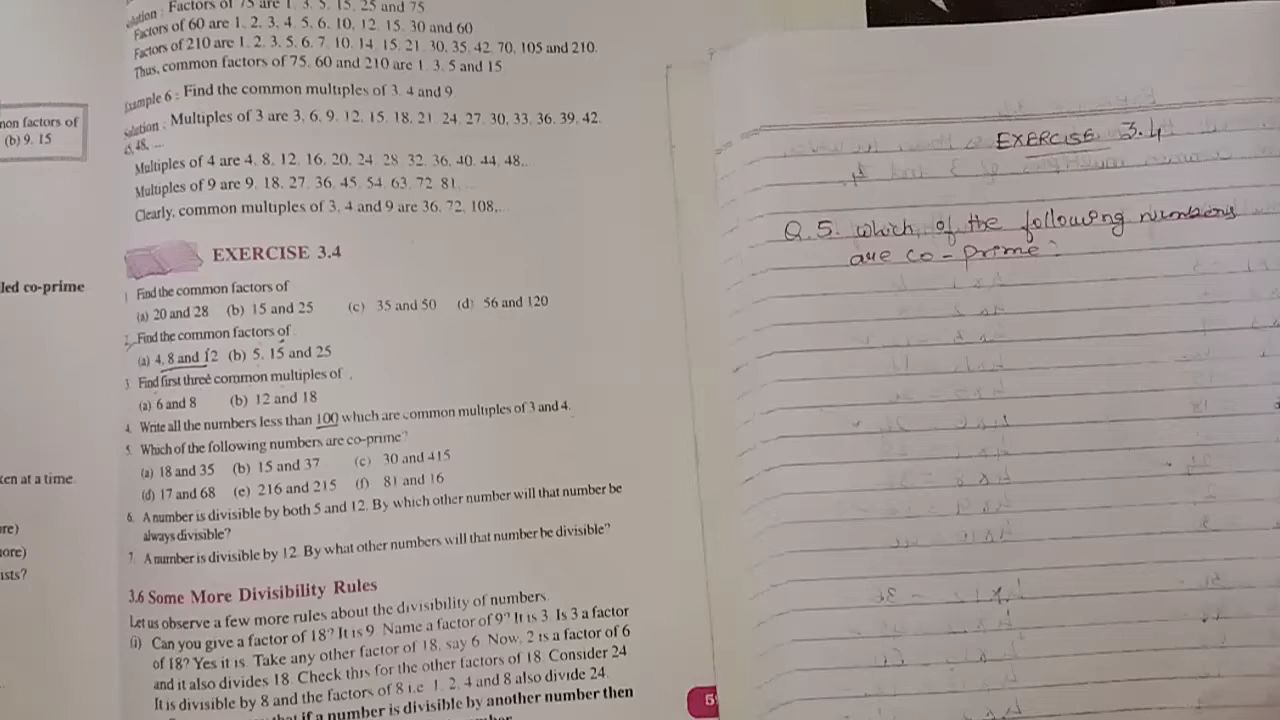 Solution : Factors of 75 are 1, 3, 5, 15, 25 and 75
Factors of 60 are 1, 2, 3, 4, 5, 6, 10, 12, 15, 30 and 60
Factors of 210 are 1, 2, 3, 5, 6, 7, 10, 14, 15, 21, 30, 35, 42, 70, 105 and 210.
Thus, common factors of 75, 60 and 210 are 1, 3, 5 and 15
Example 6 : Find the common multiples of 3, 4 and 9
Solution : Multiples of 3 are 3, 6, 9, 12, 15, 18, 21, 24, 27, 30, 33, 36, 39, 42,
45, 48, ...
Multiples of 4 are 4, 8, 12, 16, 20, 24, 28, 32, 36, 40, 44, 48,..
Multiples of 9 are 9, 18, 27, 36, 45, 54, 63, 72, 81, ...
Clearly, common multiples of 3, 4 and 9 are 36, 72, 108,...
EXERCISE 3.4
1. Find the common factors of
(a) 20 and 28 (b) 15 and 25 (c) 35 and 50 (d) 56 and 120
2. Find the common factors of
(a) 4, 8 and 12 (b) 5, 15 and 25
3. Find first three common multiples of
(a) 6 and 8 (b) 12 and 18
4. Write all the numbers less than 100 which are common multiples of 3 and 4.
5. Which of the following numbers are co-prime?
(a) 18 and 35 (b) 15 and 37 (c) 30 and 415
(d) 17 and 68 (e) 216 and 215 (f) 81 and 16
6. A number is divisible by both 5 and 12. By which other number will that number be
always divisible?
7. A number is divisible by 12. By what other numbers will that number be divisible?
3.6 Some More Divisibility Rules
Let us observe a few more rules about the divisibility of numbers.
(i) Can you give a factor of 18? It is 9. Name a factor of 9? It is 3. Is 3 a factor
of 18? Yes it is. Take any other factor of 18, say 6. Now, 2 is a factor of 6
and it also divides 18. Check this for the other factors of 18. Consider 24.
It is divisible by 8 and the factors of 8 i.e. 1, 2, 4 and 8 also divide 24.
that if a number is divisible by another number then
non factors of
(b) 9, 15
led co-prime
ken at a time
ore)
ore)
ists?
5
EXERCISE 3.4
Q.5. which of the following numbers
are co-prime?